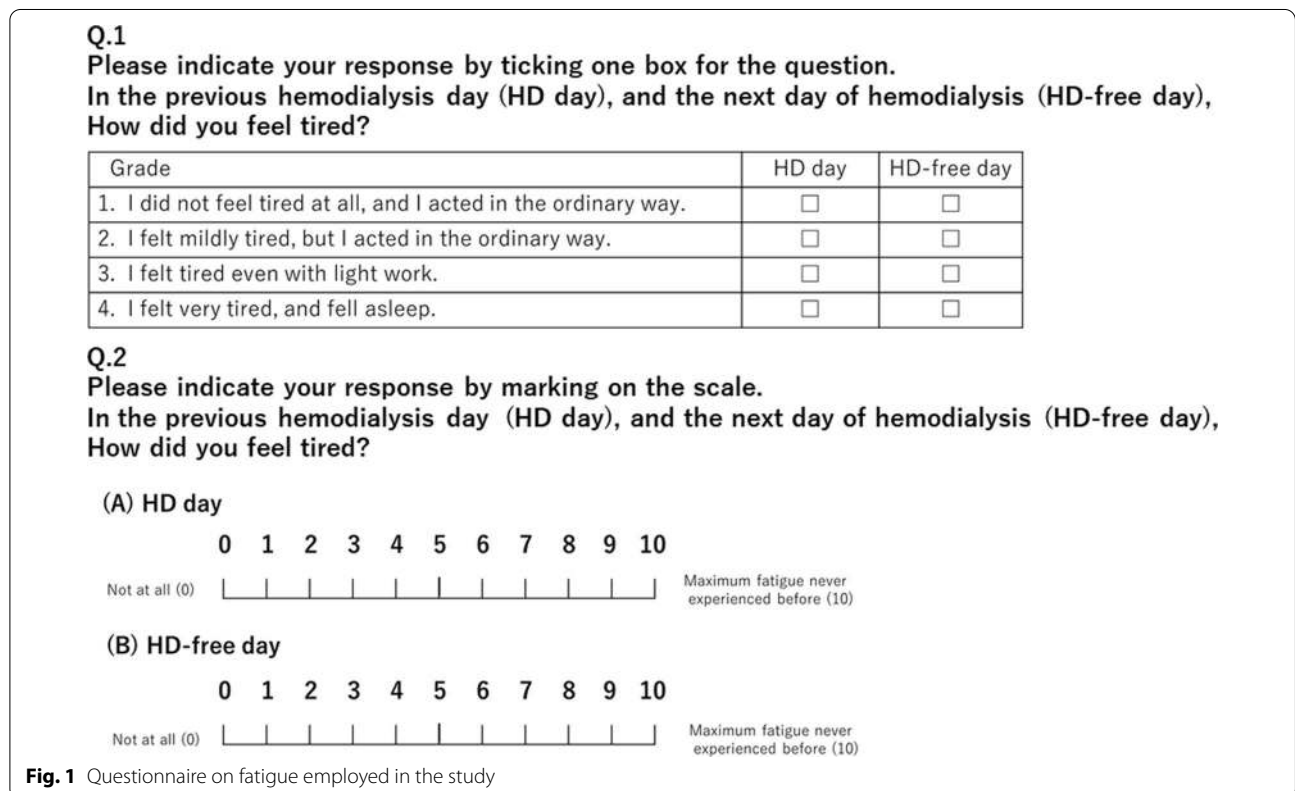 Q.1
Please indicate your response by ticking one box for the question.
In the previous hemodialysis day (HD day), and the next day of hemodialysis (HD-free day),
How did you feel tired?
Grade HD day HD-free day
1. I did not feel tired at all, and I acted in the ordinary way. ☐ ☐
2. I felt mildly tired, but I acted in the ordinary way. ☐ ☐
3. I felt tired even with light work. ☐ ☐
4. I felt very tired, and fell asleep. ☐ ☐
Q.2
Please indicate your response by marking on the scale.
In the previous hemodialysis day (HD day), and the next day of hemodialysis (HD-free day),
How did you feel tired?
(A) HD day
0 1 2 3 4 5 6 7 8 9 10
Not at all (0)
Maximum fatigue never
experienced before (10)
(B) HD-free day
0 1 2 3 4 5 6 7 8 9 10
Not at all (0)
Maximum fatigue never
experienced before (10)
Fig. 1 Questionnaire on fatigue employed in the study